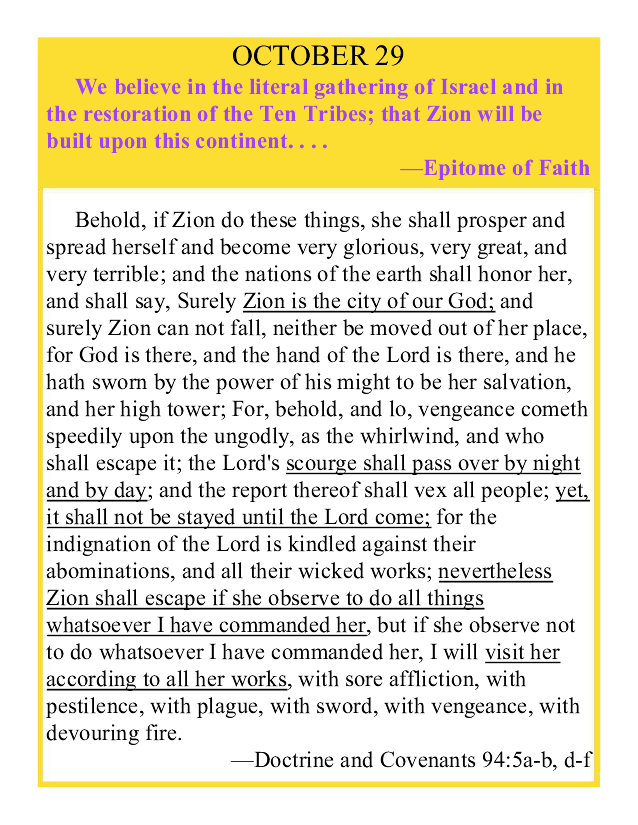 OCTOBER 29
We believe in the literal gathering of Israel and in
the restoration of the Ten Tribes; that Zion will be
built upon this continent. . . .
—Epitome of Faith
Behold, if Zion do these things, she shall prosper and
spread herself and become very glorious, very great, and
very terrible; and the nations of the earth shall honor her,
and shall say, Surely Zion is the city of our God; and
surely Zion can not fall, neither be moved out of her place,
for God is there, and the hand of the Lord is there, and he
hath sworn by the power of his might to be her salvation,
and her high tower; For, behold, and lo, vengeance cometh
speedily upon the ungodly, as the whirlwind, and who
shall escape it; the Lord's scourge shall pass over by night
and by day; and the report thereof shall vex all people; yet,
it shall not be stayed until the Lord come; for the
indignation of the Lord is kindled against their
abominations, and all their wicked works; nevertheless
Zion shall escape if she observe to do all things
whatsoever I have commanded her, but if she observe not
to do whatsoever I have commanded her, I will visit her
according to all her works, with sore affliction, with
pestilence, with plague, with sword, with vengeance, with
devouring fire.
—Doctrine and Covenants 94:5a-b, d-f